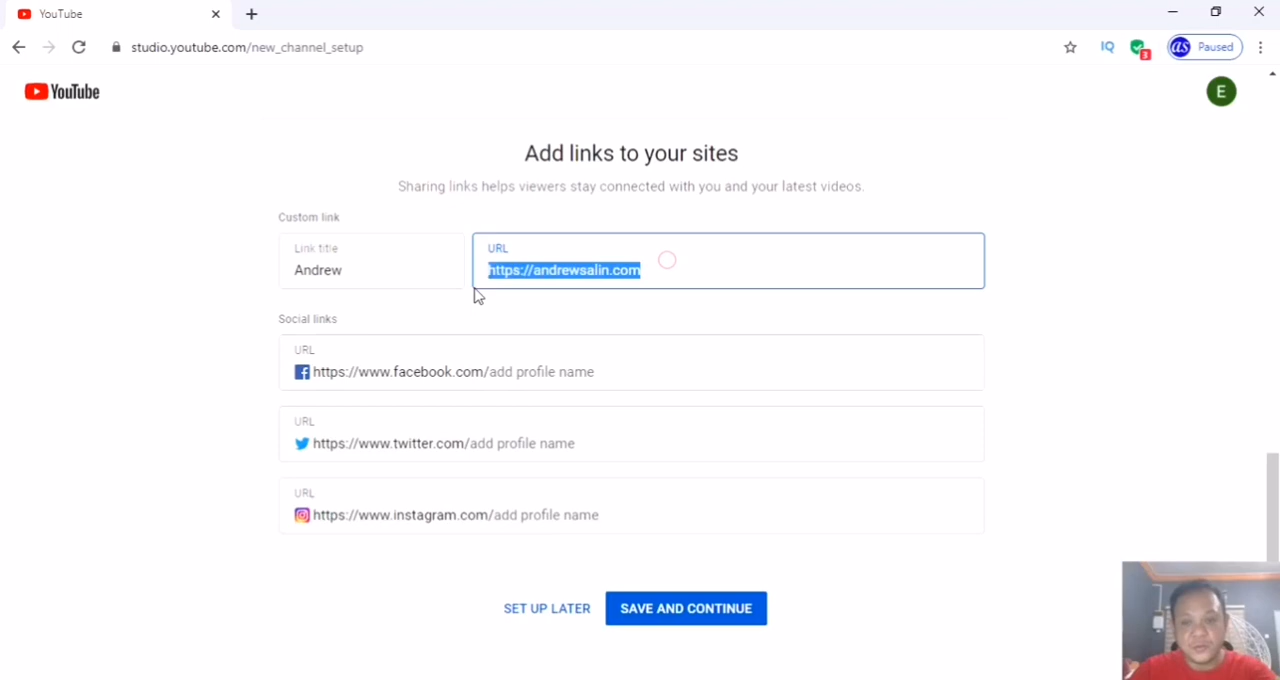 YouTube
studio.youtube.com/new_channel_setup
IQ
3
as
Paused
YouTube
E
Add links to your sites
Sharing links helps viewers stay connected with you and your latest videos.
Custom link
Link title
Andrew
URL
https://andrewsalin.com
Social links
URL
https://www.facebook.com/add profile name
URL
https://www.twitter.com/add profile name
URL
https://www.instagram.com/add profile name
SET UP LATER
SAVE AND CONTINUE